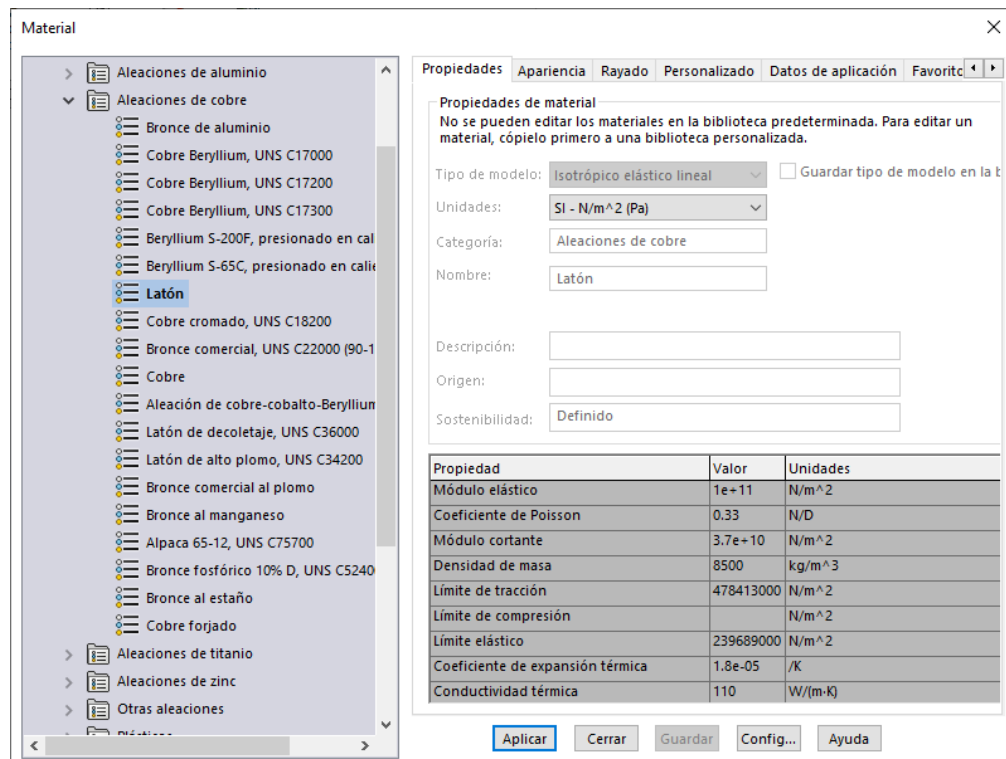 Material
Aleaciones de aluminio
Aleaciones de cobre
Bronce de aluminio
Cobre Beryllium, UNS C17000
Cobre Beryllium, UNS C17200
Cobre Beryllium, UNS C17300
Beryllium S-200F, presionado en cal
Beryllium S-65C, presionado en calie
Latón
Cobre cromado, UNS C18200
Bronce comercial, UNS C22000 (90-1
Cobre
Aleación de cobre-cobalto-Beryllium
Latón de decoletaje, UNS C36000
Latón de alto plomo, UNS C34200
Bronce comercial al plomo
Bronce al manganeso
Alpaca 65-12, UNS C75700
Bronce fosfórico 10% D, UNS C5240
Bronce al estaño
Cobre forjado
Aleaciones de titanio
Aleaciones de zinc
Otras aleaciones
Propiedades Apariencia Rayado Personalizado Datos de aplicación Favoritc
Propiedades de material
No se pueden editar los materiales en la biblioteca predeterminada. Para editar un
material, cópielo primero a una biblioteca personalizada.
Tipo de modelo: Isotrópico elástico lineal Guardar tipo de modelo en la b
Unidades: SI - N/m^2 (Pa)
Categoría: Aleaciones de cobre
Nombre: Latón
Descripción:
Origen:
Sostenibilidad: Definido
Propiedad Valor Unidades
Módulo elástico 1e+11 N/m^2
Coeficiente de Poisson 0.33 N/D
Módulo cortante 3.7e+10 N/m^2
Densidad de masa 8500 kg/m^3
Límite de tracción 478413000 N/m^2
Límite de compresión N/m^2
Límite elástico 239689000 N/m^2
Coeficiente de expansión térmica 1.8e-05 /K
Conductividad térmica 110 W/(m·K)
Aplicar Cerrar Guardar Config... Ayuda